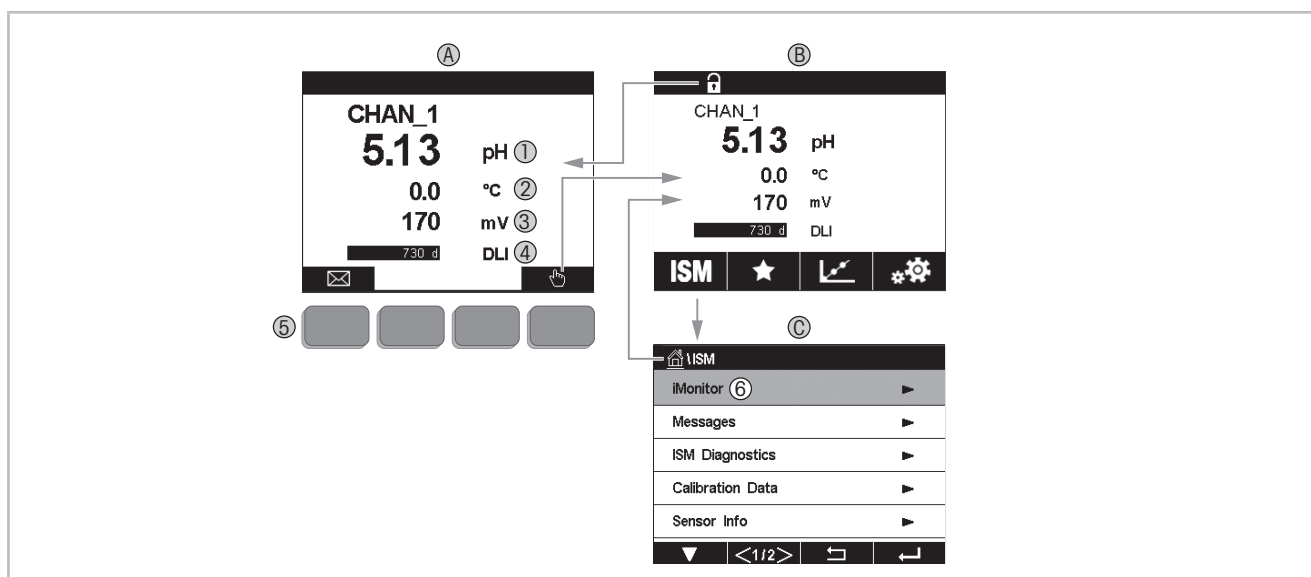 A
CHAN_1
5.13 pH 1
0.0 °C 2
170 mV 3
730 d DLI 4
5
B
CHAN_1
5.13 pH
0.0 °C
170 mV
730 d DLI
ISM
C
\ISM
iMonitor 6
Messages
ISM Diagnostics
Calibration Data
Sensor Info
<1/2>